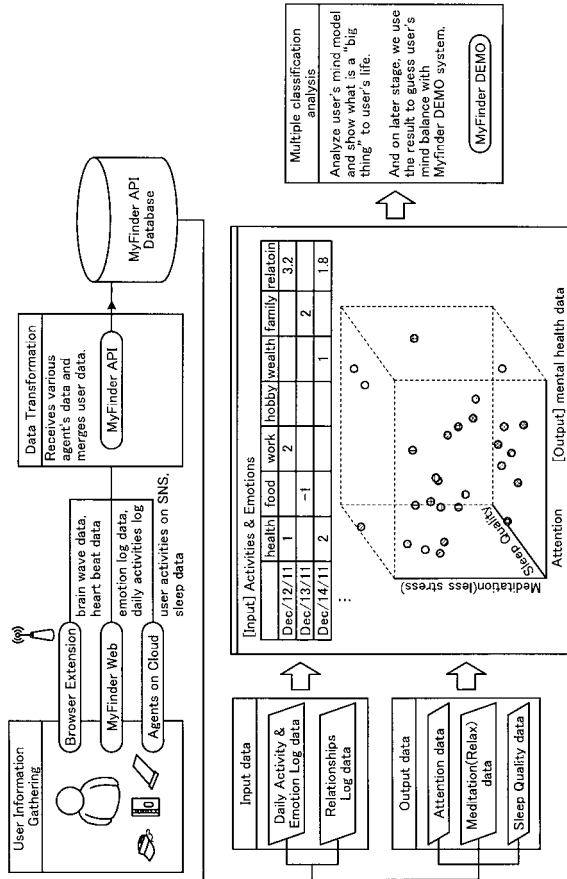 User Information
Gathering
Browser Extension
MyFinder Web
Agents on Cloud
brain wave data,
heart beat data
emotion log data,
daily activities log
user activities on SNS,
sleep data
Data Transformation
Receives various
agent's data and
merges user data.
MyFinder API
MyFinder API
Database
Input data
Daily Activity &
Emotion Log data
Relationships
Log data
Output data
Attention data
Meditation(Relax)
data
Sleep Quality data
[Input] Activities & Emotions
health food work hobby wealth family relatoin
Dec/12/11 1 2 3.2
Dec/13/11 -1 2
Dec/14/11 2 1 1.8
...
Meditation(less stress)
Sleep Quality
Attention
[Output] mental health data
Multiple classification
analysis
Analyze user's mind model
and show what is a "big
thing" to user's life.
And on later stage, we use
the result to guess user's
mind balance with
Myfinder DEMO system.
MyFinder DEMO